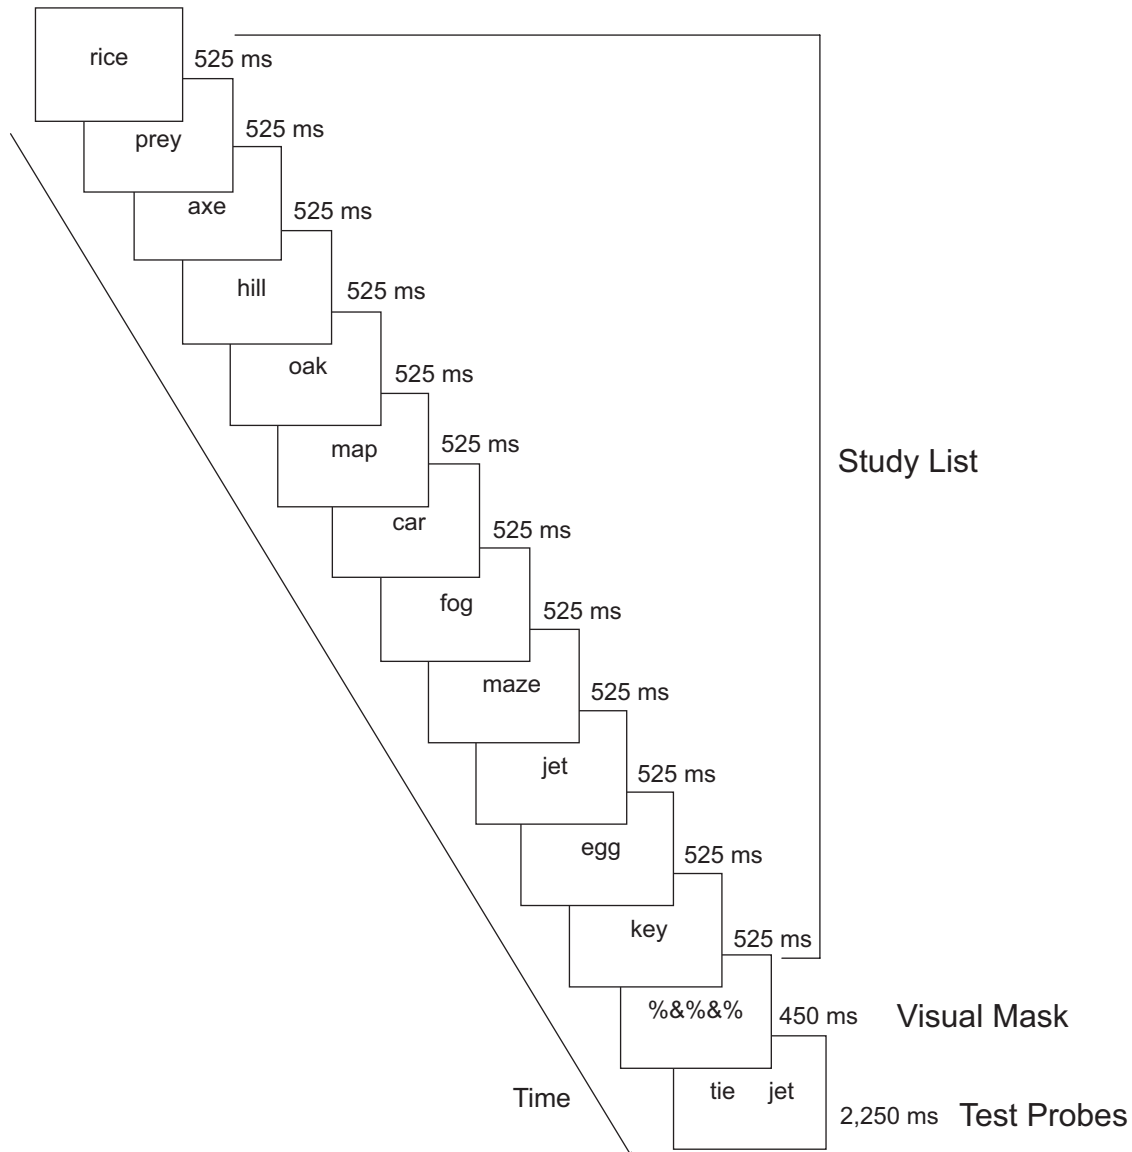 rice
525 ms
prey
525 ms
axe
525 ms
hill
525 ms
oak
525 ms
map
525 ms
car
525 ms
fog
525 ms
maze
525 ms
jet
525 ms
egg
525 ms
key
525 ms
Study List
%&%&%
450 ms
Visual Mask
tie jet
2,250 ms
Test Probes
Time